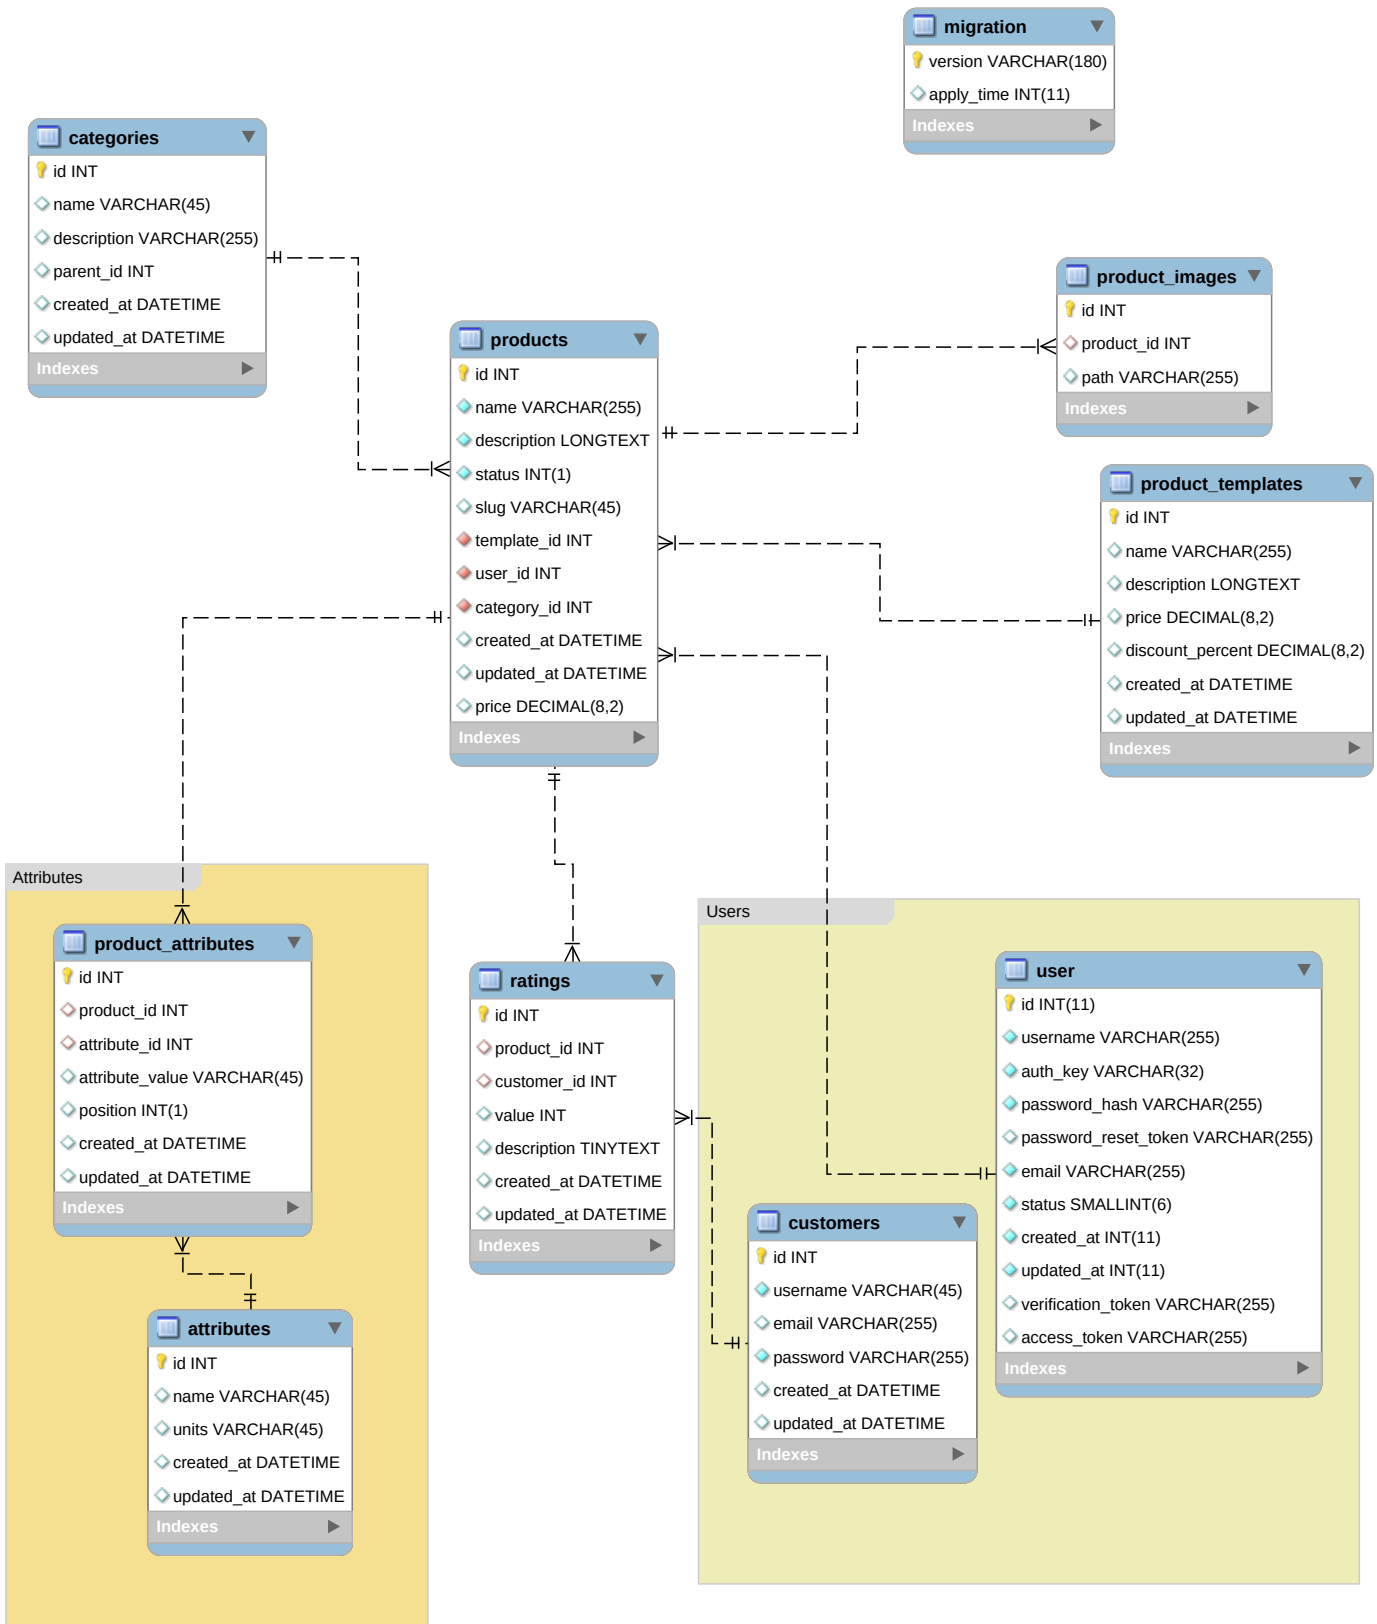 migration
version VARCHAR(180)
apply_time INT(11)
Indexes
categories
id INT
name VARCHAR(45)
description VARCHAR(255)
parent_id INT
created_at DATETIME
updated_at DATETIME
Indexes
product_images
id INT
product_id INT
path VARCHAR(255)
Indexes
products
id INT
name VARCHAR(255)
description LONGTEXT
status INT(1)
slug VARCHAR(45)
template_id INT
user_id INT
category_id INT
created_at DATETIME
updated_at DATETIME
price DECIMAL(8,2)
Indexes
product_templates
id INT
name VARCHAR(255)
description LONGTEXT
price DECIMAL(8,2)
discount_percent DECIMAL(8,2)
created_at DATETIME
updated_at DATETIME
Indexes
Attributes
product_attributes
id INT
product_id INT
attribute_id INT
attribute_value VARCHAR(45)
position INT(1)
created_at DATETIME
updated_at DATETIME
Indexes
attributes
id INT
name VARCHAR(45)
units VARCHAR(45)
created_at DATETIME
updated_at DATETIME
Indexes
ratings
id INT
product_id INT
customer_id INT
value INT
description TINYTEXT
created_at DATETIME
updated_at DATETIME
Indexes
Users
user
id INT(11)
username VARCHAR(255)
auth_key VARCHAR(32)
password_hash VARCHAR(255)
password_reset_token VARCHAR(255)
email VARCHAR(255)
status SMALLINT(6)
created_at INT(11)
updated_at INT(11)
verification_token VARCHAR(255)
access_token VARCHAR(255)
Indexes
customers
id INT
username VARCHAR(45)
email VARCHAR(255)
password VARCHAR(255)
created_at DATETIME
updated_at DATETIME
Indexes